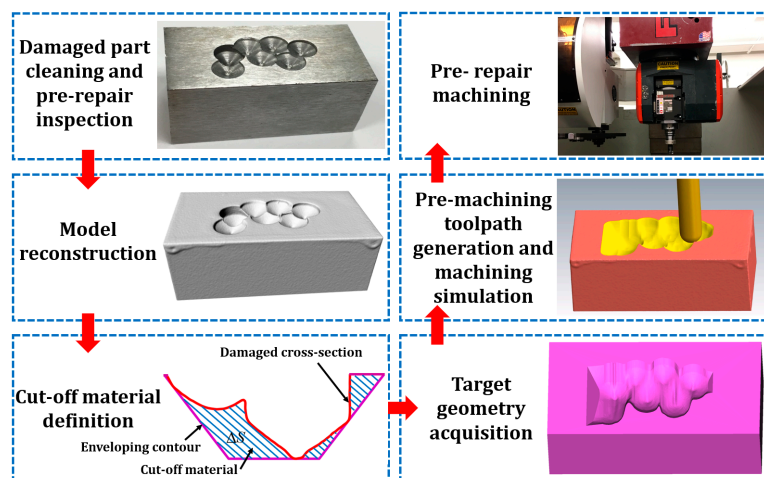 Damaged part
cleaning and
pre-repair
inspection
Model
reconstruction
Cut-off material
definition
Damaged cross-section
Enveloping contour
ΔS
Cut-off material
Target
geometry
acquisition
Pre-machining
toolpath
generation and
machining
simulation
Pre- repair
machining